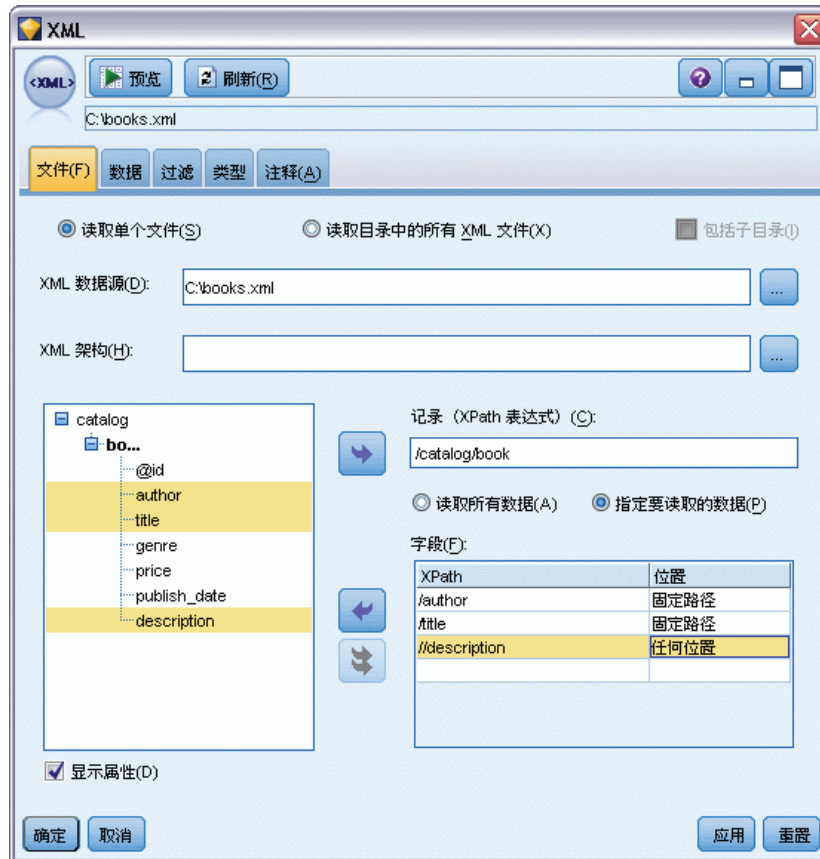 XML
<XML> 预览 刷新(R) ?
C:\books.xml
文件(F) 数据 过滤 类型 注释(A)
读取单个文件(S) 读取目录中的所有 XML 文件(X) 包括子目录(I)
XML 数据源(D): C:\books.xml ...
XML 架构(H): ...
catalog
bo...
@id
author
title
genre
price
publish_date
description
显示属性(D)
记录（XPath 表达式）(C):
/catalog/book
读取所有数据(A) 指定要读取的数据(P)
字段(F):
XPath 位置
/author 固定路径
/title 固定路径
//description 任何位置
确定 取消 应用 重置